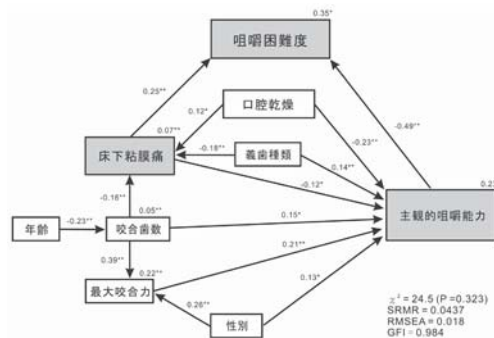 0.35*
咀嚼困難度
0.25**
0.12*
口腔乾燥
-0.49**
0.07**
床下粘膜痛
-0.18**
義歯種類
-0.23**
0.14**
-0.12*
-0.16**
主観的咀嚼能力
年齢
-0.23**
0.05**
咬合歯数
0.15*
0.39**
0.22**
0.21**
最大咬合力
0.26**
性別
0.13*
χ² = 24.5 (P =0.323)
SRMR = 0.0437
RMSEA = 0.018
GFI = 0.984